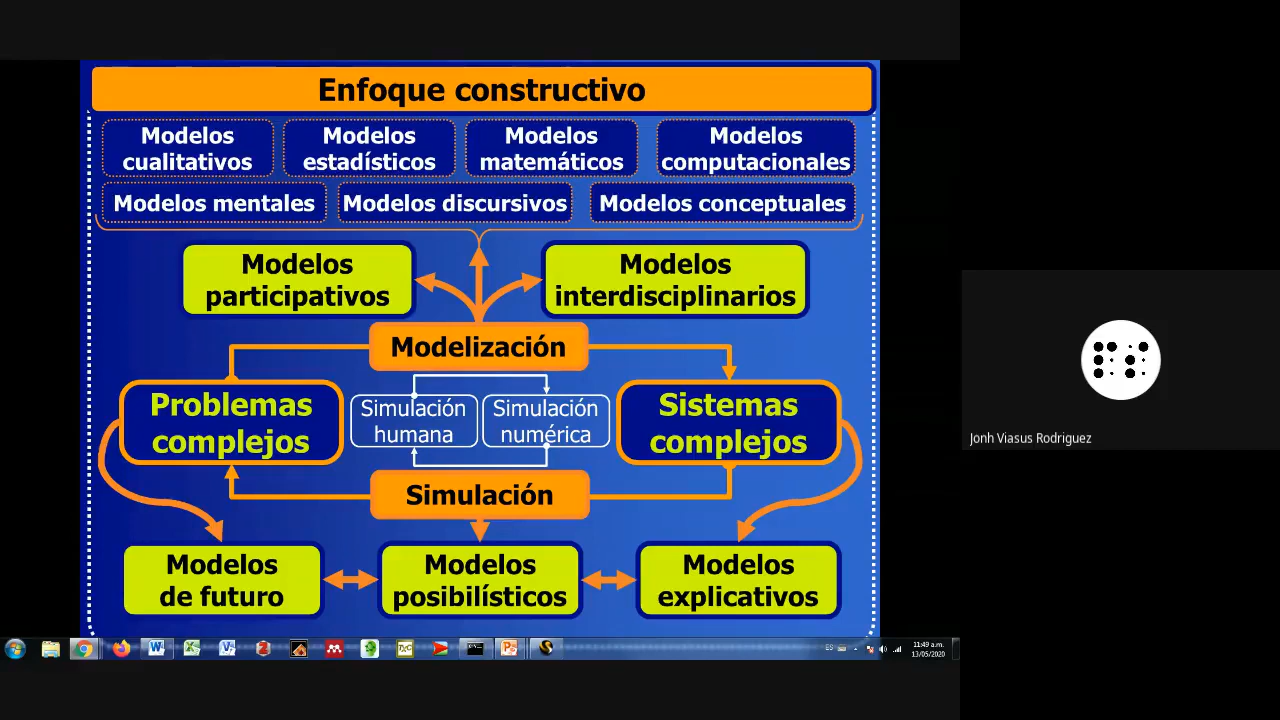 Enfoque constructivo
Modelos
cualitativos
Modelos
estadísticos
Modelos
matemáticos
Modelos
computacionales
Modelos mentales
Modelos discursivos
Modelos conceptuales
Modelos
participativos
Modelos
interdisciplinarios
Modelización
Problemas
complejos
Simulación
humana
Simulación
numérica
Sistemas
complejos
Simulación
Modelos
de futuro
Modelos
posibilísticos
Modelos
explicativos
Jonh Viasus Rodriguez
ES
11:49 a.m.
13/05/2020